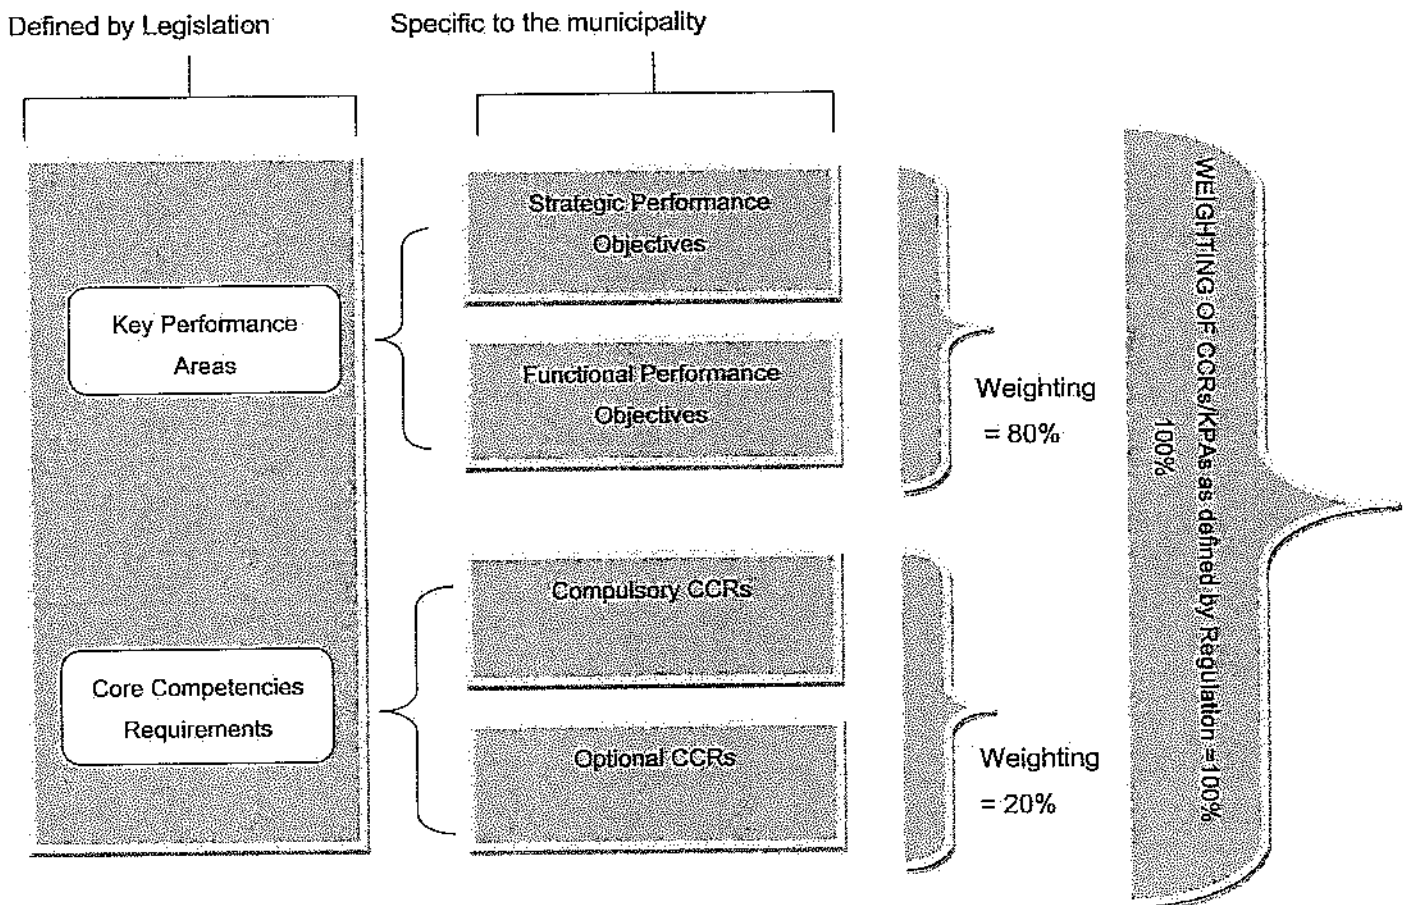 Defined by Legislation
Specific to the municipality
Key Performance
Areas
Strategic Performance
Objectives
Functional Performance
Objectives
Weighting
= 80%
Core Competencies
Requirements
Compulsory CCRs
Optional CCRs
Weighting
= 20%
WEIGHTING OF CCRs/KPAs as defined by Regulation =100%
100%